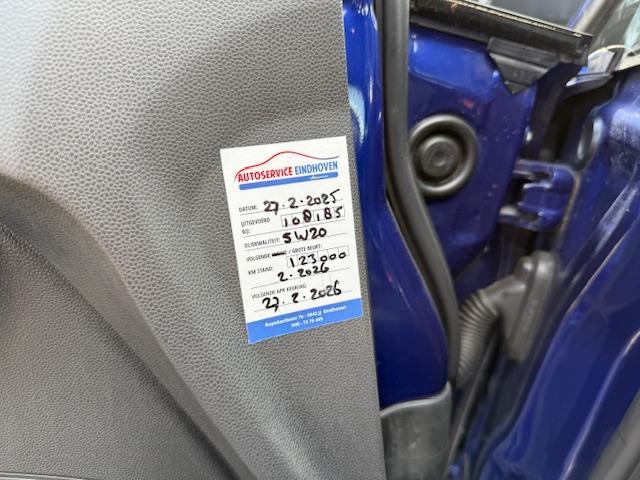 AUTOSERVICE EINDHOVEN
DATUM: 27.2.2025
UITGEVOERD BIJ: 108185
OLIEKWALITEIT: 5W20
VOLGENDE / GROTE BEURT:
KM STAND: 123000
2.2026
VOLGENDE APK KEURING:
27.2.2026
Eindhoven